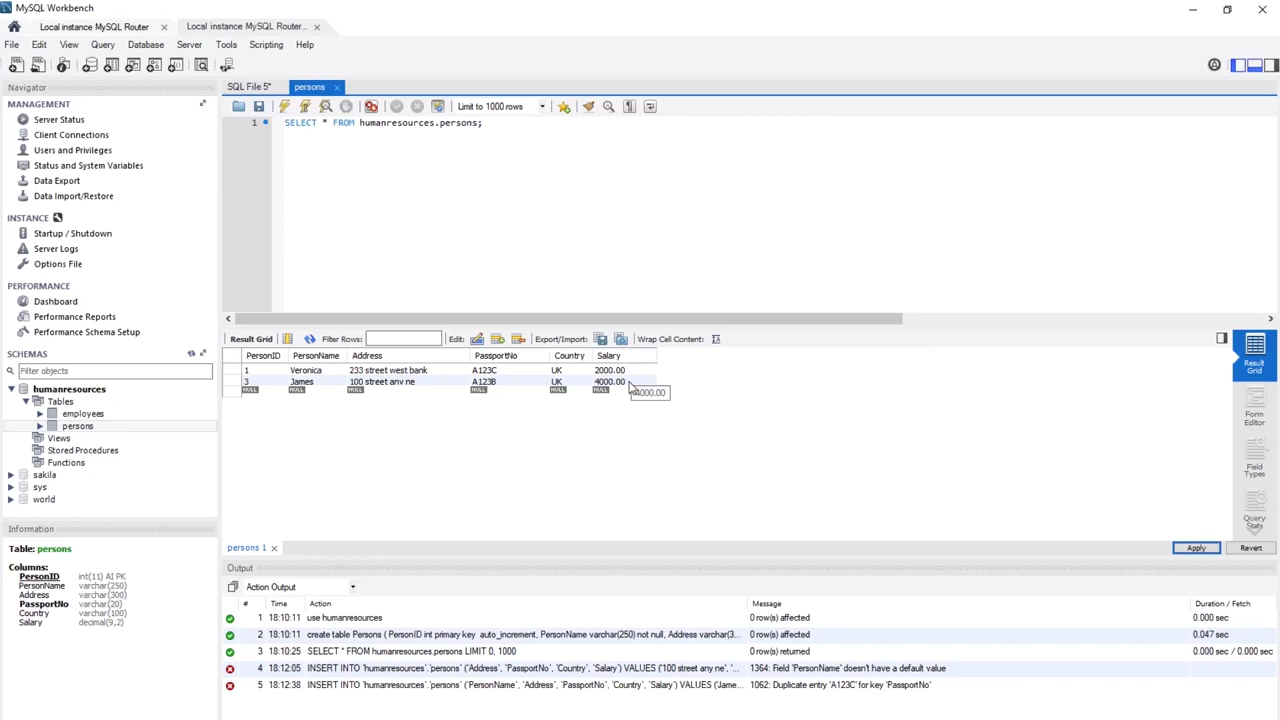 MySQL Workbench
Local instance MySQL Router
Local instance MySQL Router...
File Edit View Query Database Server Tools Scripting Help
Navigator
MANAGEMENT
Server Status
Client Connections
Users and Privileges
Status and System Variables
Data Export
Data Import/Restore
INSTANCE
Startup / Shutdown
Server Logs
Options File
PERFORMANCE
Dashboard
Performance Reports
Performance Schema Setup
SCHEMAS
Filter objects
humanresources
Tables
employees
persons
Views
Stored Procedures
Functions
sakila
sys
world
Information
Table: persons
Columns:
PersonID int(11) AI PK
PersonName varchar(250)
Address varchar(300)
PassportNo varchar(20)
Country varchar(100)
Salary decimal(9,2)
SQL File 5* persons
Limit to 1000 rows
1 SELECT * FROM humanresources.persons;
Result Grid Filter Rows: Edit: Export/Import: Wrap Cell Content:
PersonID PersonName Address PassportNo Country Salary
1 Veronica 233 street west bank A123C UK 2000.00
3 James 100 street any ne A123B UK 4000.00
NULL NULL NULL NULL NULL NULL
4000.00
Result Grid
Form Editor
Field Types
Query Stats
persons 1
Apply Revert
Output
Action Output
# Time Action Message Duration / Fetch
1 18:10:11 use humanresources 0 row(s) affected 0.000 sec
2 18:10:11 create table Persons ( PersonID int primary key auto_increment, PersonName varchar(250) not null, Address varchar(3... 0 row(s) affected 0.047 sec
3 18:10:25 SELECT * FROM humanresources.persons LIMIT 0, 1000 0 row(s) returned 0.000 sec / 0.000 sec
4 18:12:05 INSERT INTO `humanresources`.`persons` (`Address`, `PassportNo`, `Country`, `Salary`) VALUES ('100 street any ne', '... 1364: Field 'PersonName' doesn't have a default value
5 18:12:38 INSERT INTO `humanresources`.`persons` (`PersonName`, `Address`, `PassportNo`, `Country`, `Salary`) VALUES ('Jame... 1062: Duplicate entry 'A123C' for key 'PassportNo'